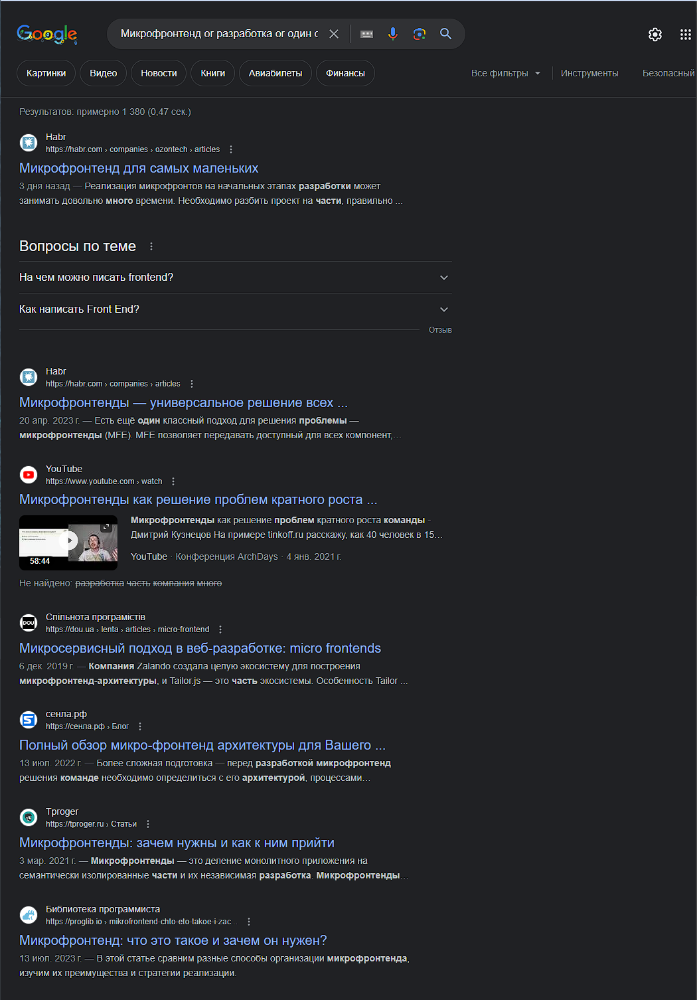 Google
Микрофронтенд or разработка or один с
Картинки Видео Новости Книги Авиабилеты Финансы Все фильтры Инструменты Безопасный
Результатов: примерно 1 380 (0,47 сек.)
Habr
https://habr.com › companies › ozontech › articles
Микрофронтенд для самых маленьких
3 дня назад — Реализация микрофронтов на начальных этапах разработки может
занимать довольно много времени. Необходимо разбить проект на части, правильно ...
Вопросы по теме
На чем можно писать frontend?
Как написать Front End?
Отзыв
Habr
https://habr.com › companies › articles
Микрофронтенды — универсальное решение всех ...
20 апр. 2023 г. — Есть ещё один классный подход для решения проблемы —
микрофронтенды (MFE). MFE позволяет передавать доступный для всех компонент,...
YouTube
https://www.youtube.com › watch
Микрофронтенды как решение проблем кратного роста ...
Микрофронтенды как решение проблем кратного роста команды -
Дмитрий Кузнецов На примере tinkoff.ru расскажу, как 40 человек в 15...
58:44
YouTube · Конференция ArchDays · 4 янв. 2021 г.
Не найдено: разработка часть компания много
DOU
Спільнота програмістів
https://dou.ua › lenta › articles › micro-frontend
Микросервисный подход в веб-разработке: micro frontends
6 дек. 2019 г. — Компания Zalando создала целую экосистему для построения
микрофронтенд-архитектуры, и Tailor.js — это часть экосистемы. Особенность Tailor ...
сенла.рф
https://сенла.рф › Блог
Полный обзор микро-фронтенд архитектуры для Вашего ...
13 июл. 2022 г. — Более сложная подготовка — перед разработкой микрофронтенд
решения команде необходимо определиться с его архитектурой, процессами...
Tproger
https://tproger.ru › Статьи
Микрофронтенды: зачем нужны и как к ним прийти
3 мар. 2021 г. — Микрофронтенды — это деление монолитного приложения на
семантически изолированные части и их независимая разработка. Микрофронтенды...
Библиотека программиста
https://proglib.io › mikrofrontend-chto-eto-takoe-i-zac...
Микрофронтенд: что это такое и зачем он нужен?
13 июл. 2023 г. — В этой статье сравним разные способы организации микрофронтенда,
изучим их преимущества и стратегии реализации.